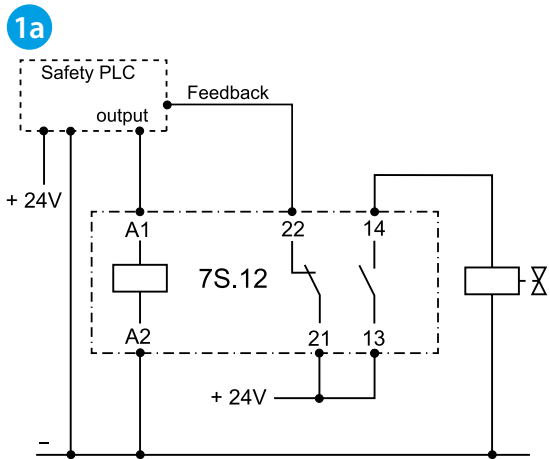 1a
Safety PLC
Feedback
output
+ 24V
A1
22
14
7S.12
A2
21
13
+ 24V
–